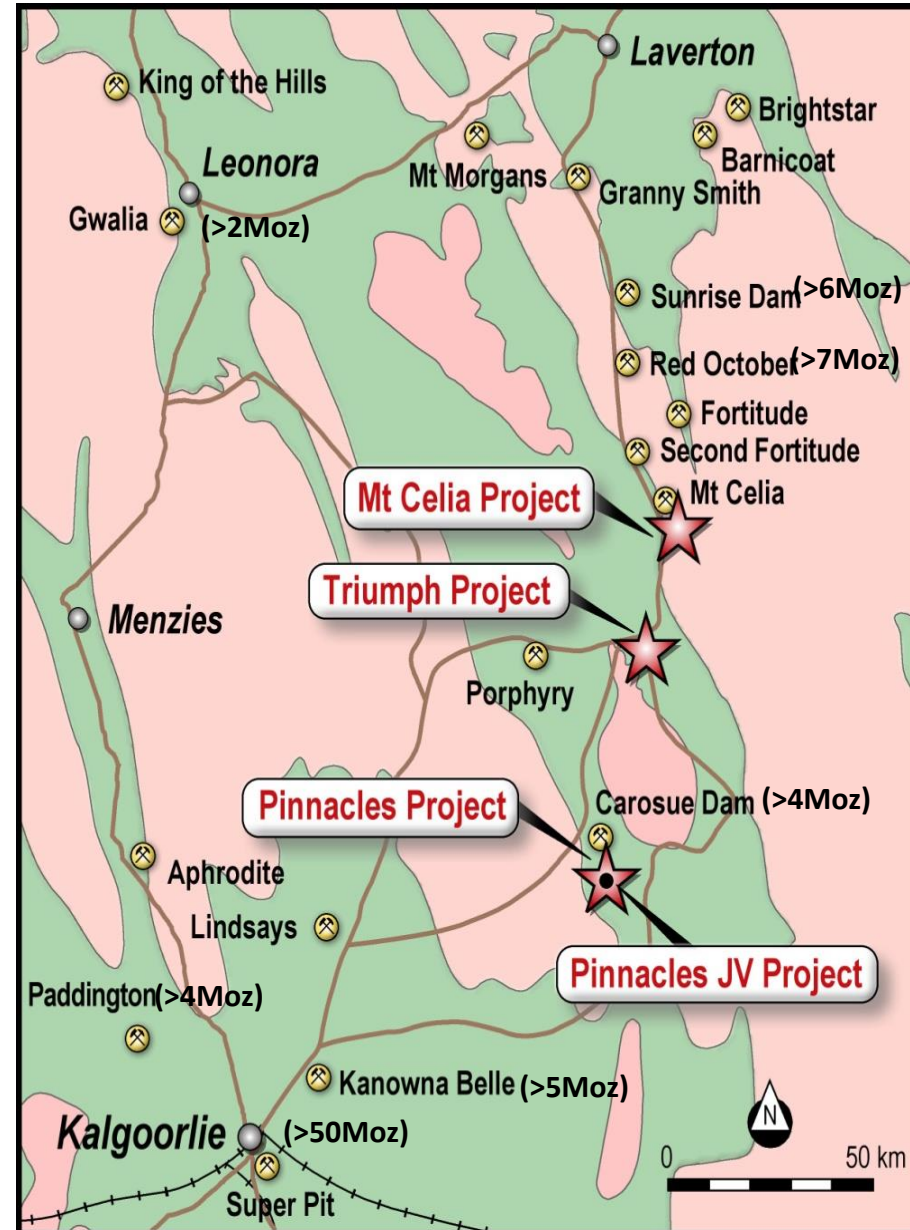 Laverton
King of the Hills
Brightstar
Barnicoat
Leonora
Mt Morgans
Granny Smith
Gwalia
(>2Moz)
Sunrise Dam (>6Moz)
Red October (>7Moz)
Fortitude
Second Fortitude
Mt Celia Project
Mt Celia
Triumph Project
Menzies
Porphyry
Pinnacles Project
Carosue Dam (>4Moz)
Aphrodite
Lindsays
Pinnacles JV Project
Paddington (>4Moz)
Kanowna Belle (>5Moz)
N
Kalgoorlie (>50Moz)
0 50 km
Super Pit